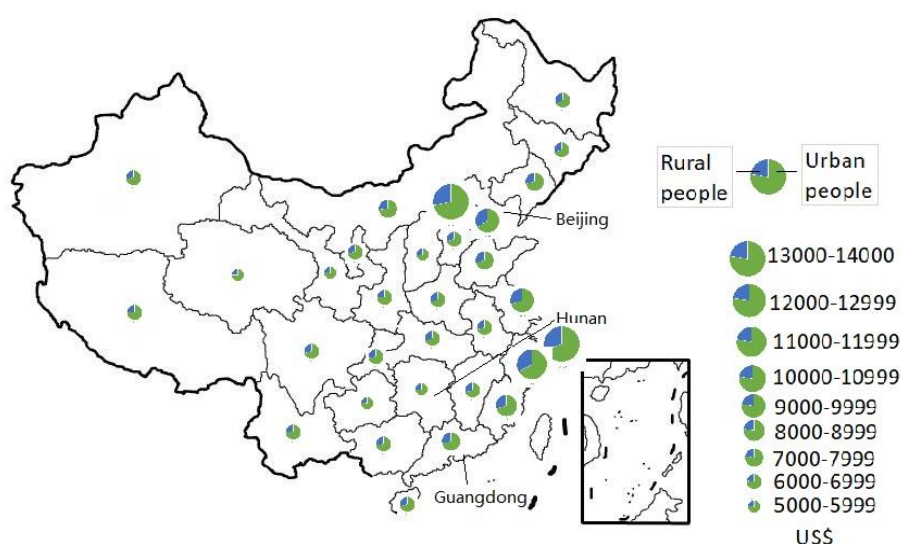 Rural
people
Urban
people
Beijing
Hunan
Guangdong
13000-14000
12000-12999
11000-11999
10000-10999
9000-9999
8000-8999
7000-7999
6000-6999
5000-5999
US$